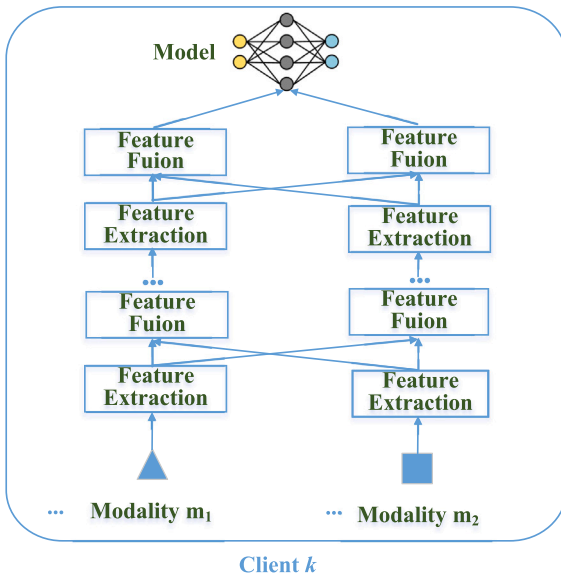 Model
Feature
Fuion
Feature
Fuion
Feature
Extraction
Feature
Extraction
...
...
Feature
Fuion
Feature
Fuion
Feature
Extraction
Feature
Extraction
... Modality m₁
... Modality m₂
Client k